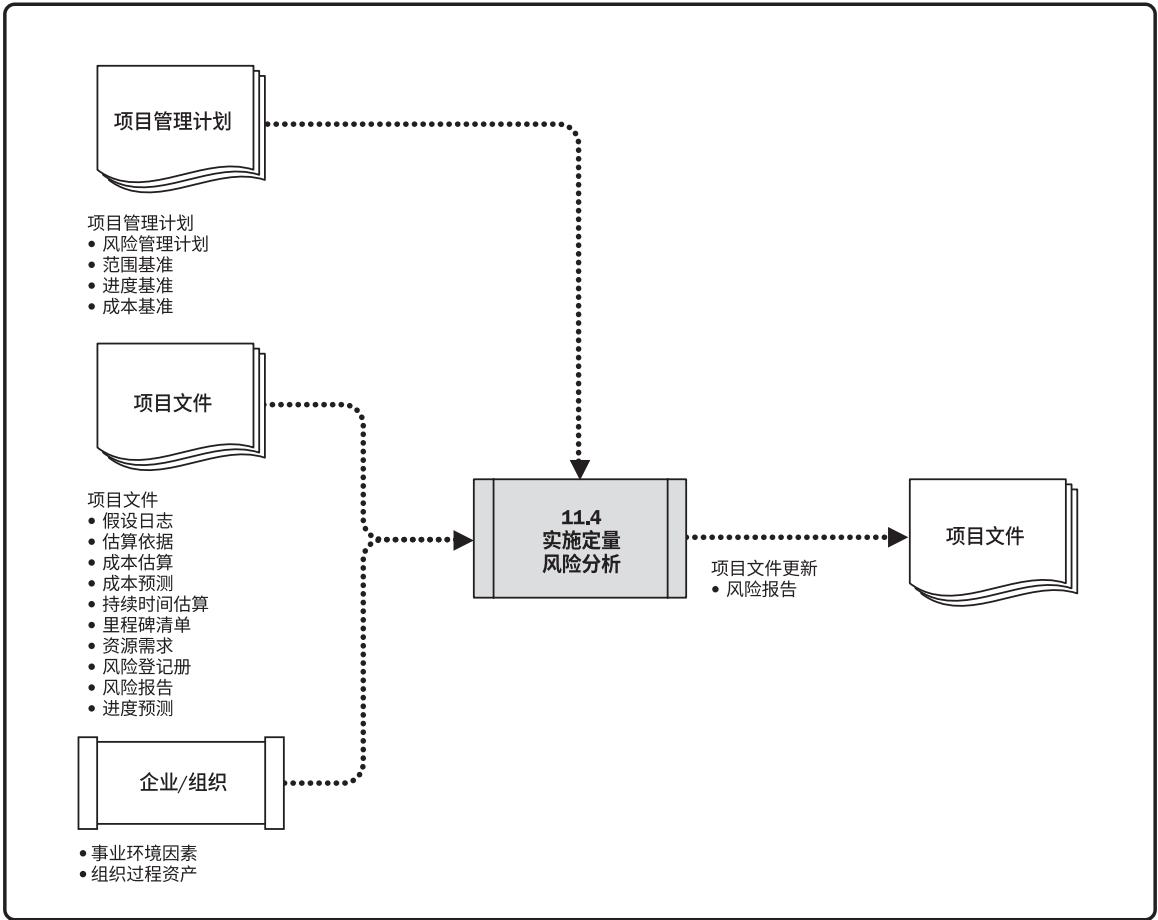 项目管理计划
项目管理计划
• 风险管理计划
• 范围基准
• 进度基准
• 成本基准
项目文件
项目文件
• 假设日志
• 估算依据
• 成本估算
• 成本预测
• 持续时间估算
• 里程碑清单
• 资源需求
• 风险登记册
• 风险报告
• 进度预测
企业/组织
• 事业环境因素
• 组织过程资产
11.4
实施定量
风险分析
项目文件更新
• 风险报告
项目文件